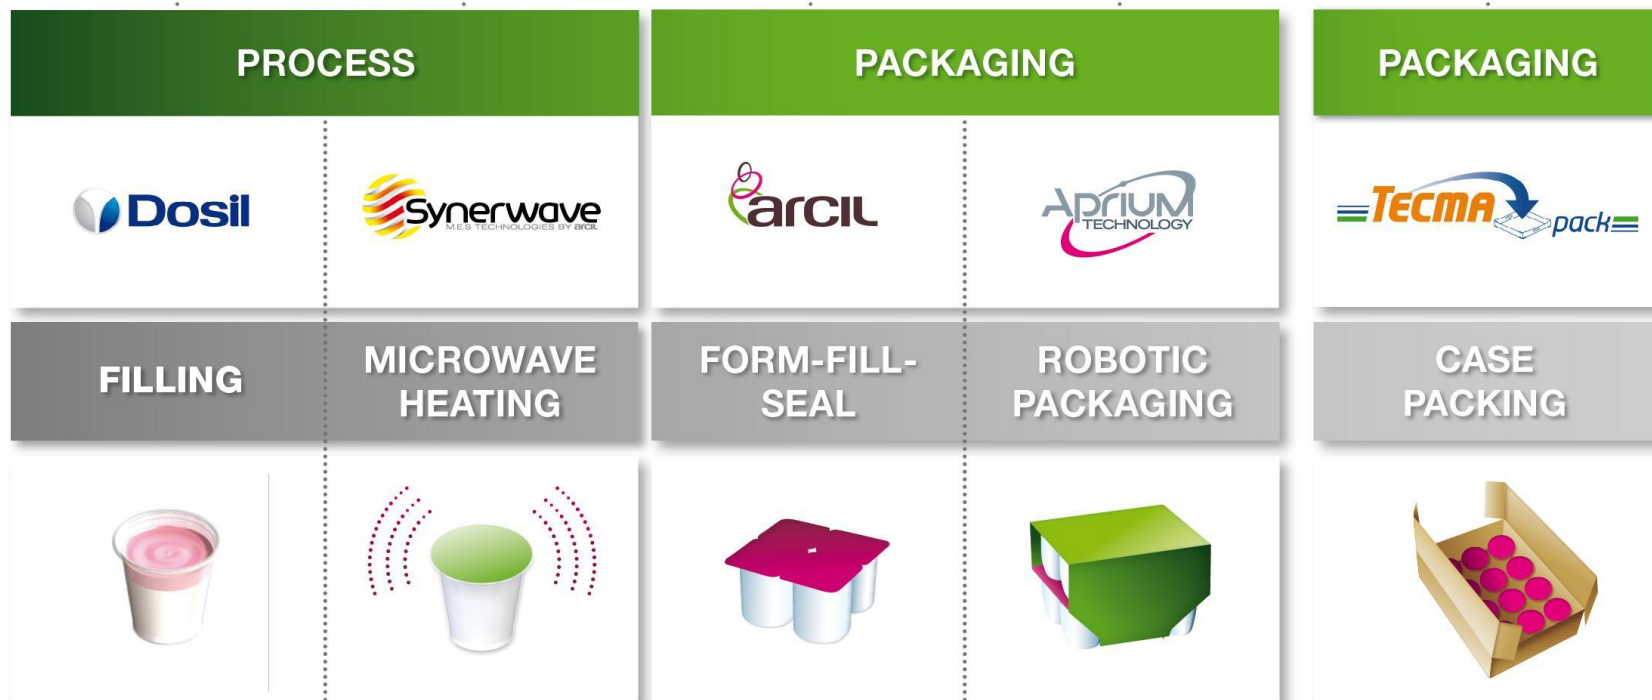 PROCESS
PACKAGING
PACKAGING
Dosil
Synerwave
M.E.S TECHNOLOGIES BY arcil
arcil
Aprium
TECHNOLOGY
TECMA
pack
FILLING
MICROWAVE
HEATING
FORM-FILL-
SEAL
ROBOTIC
PACKAGING
CASE
PACKING